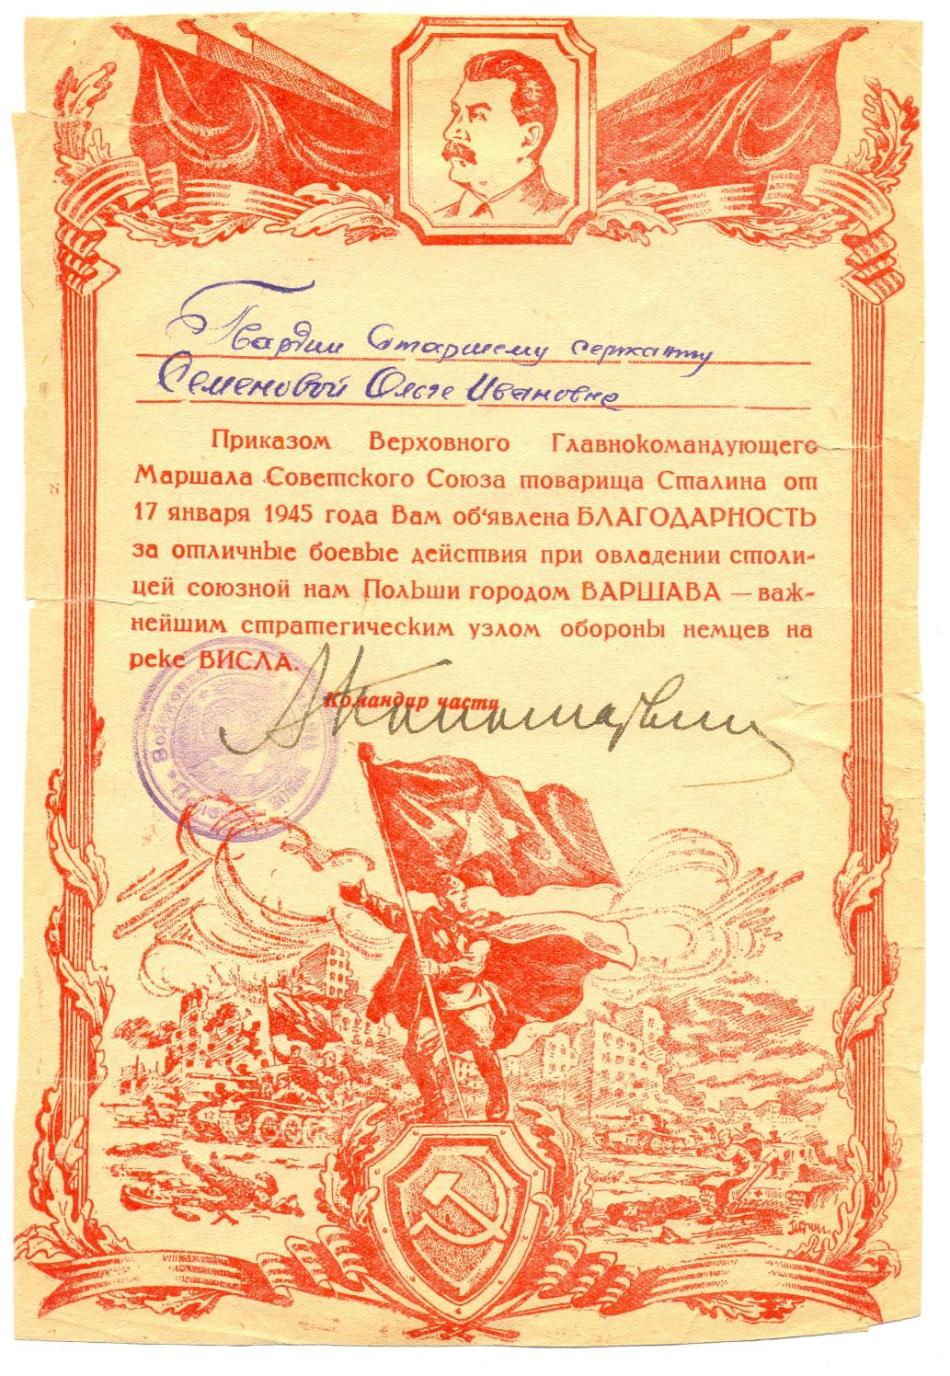 Гвардии Старшему сержанту
Семеновой Ольге Ивановне
Приказом Верховного Главнокомандующего
Маршала Советского Союза товарища Сталина от
17 января 1945 года Вам об'явлена БЛАГОДАРНОСТЬ
за отличные боевые действия при овладении столи-
цей союзной нам Польши городом ВАРШАВА — важ-
нейшим стратегическим узлом обороны немцев на
реке ВИСЛА.
Командир части